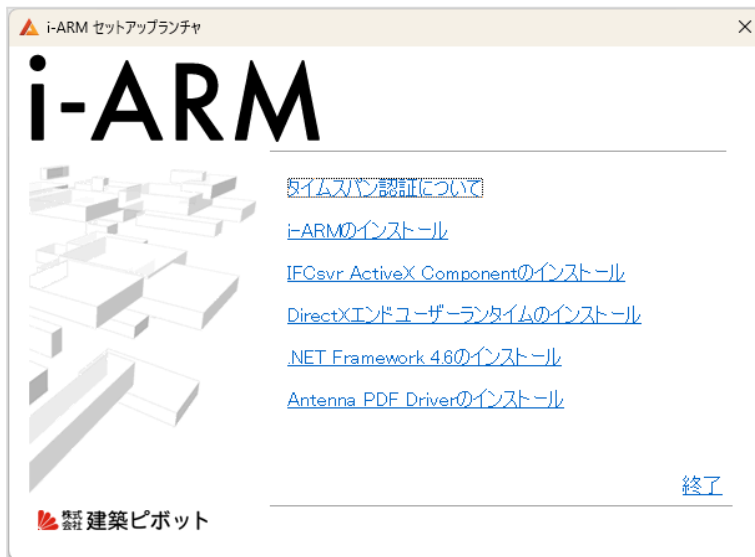 i-ARM セットアップランチャ
i-ARM
タイムスパン認証について
i-ARMのインストール
IFCsvr ActiveX Componentのインストール
DirectXエンドユーザーランタイムのインストール
.NET Framework 4.6のインストール
Antenna PDF Driverのインストール
終了
株式会社 建築ピボット